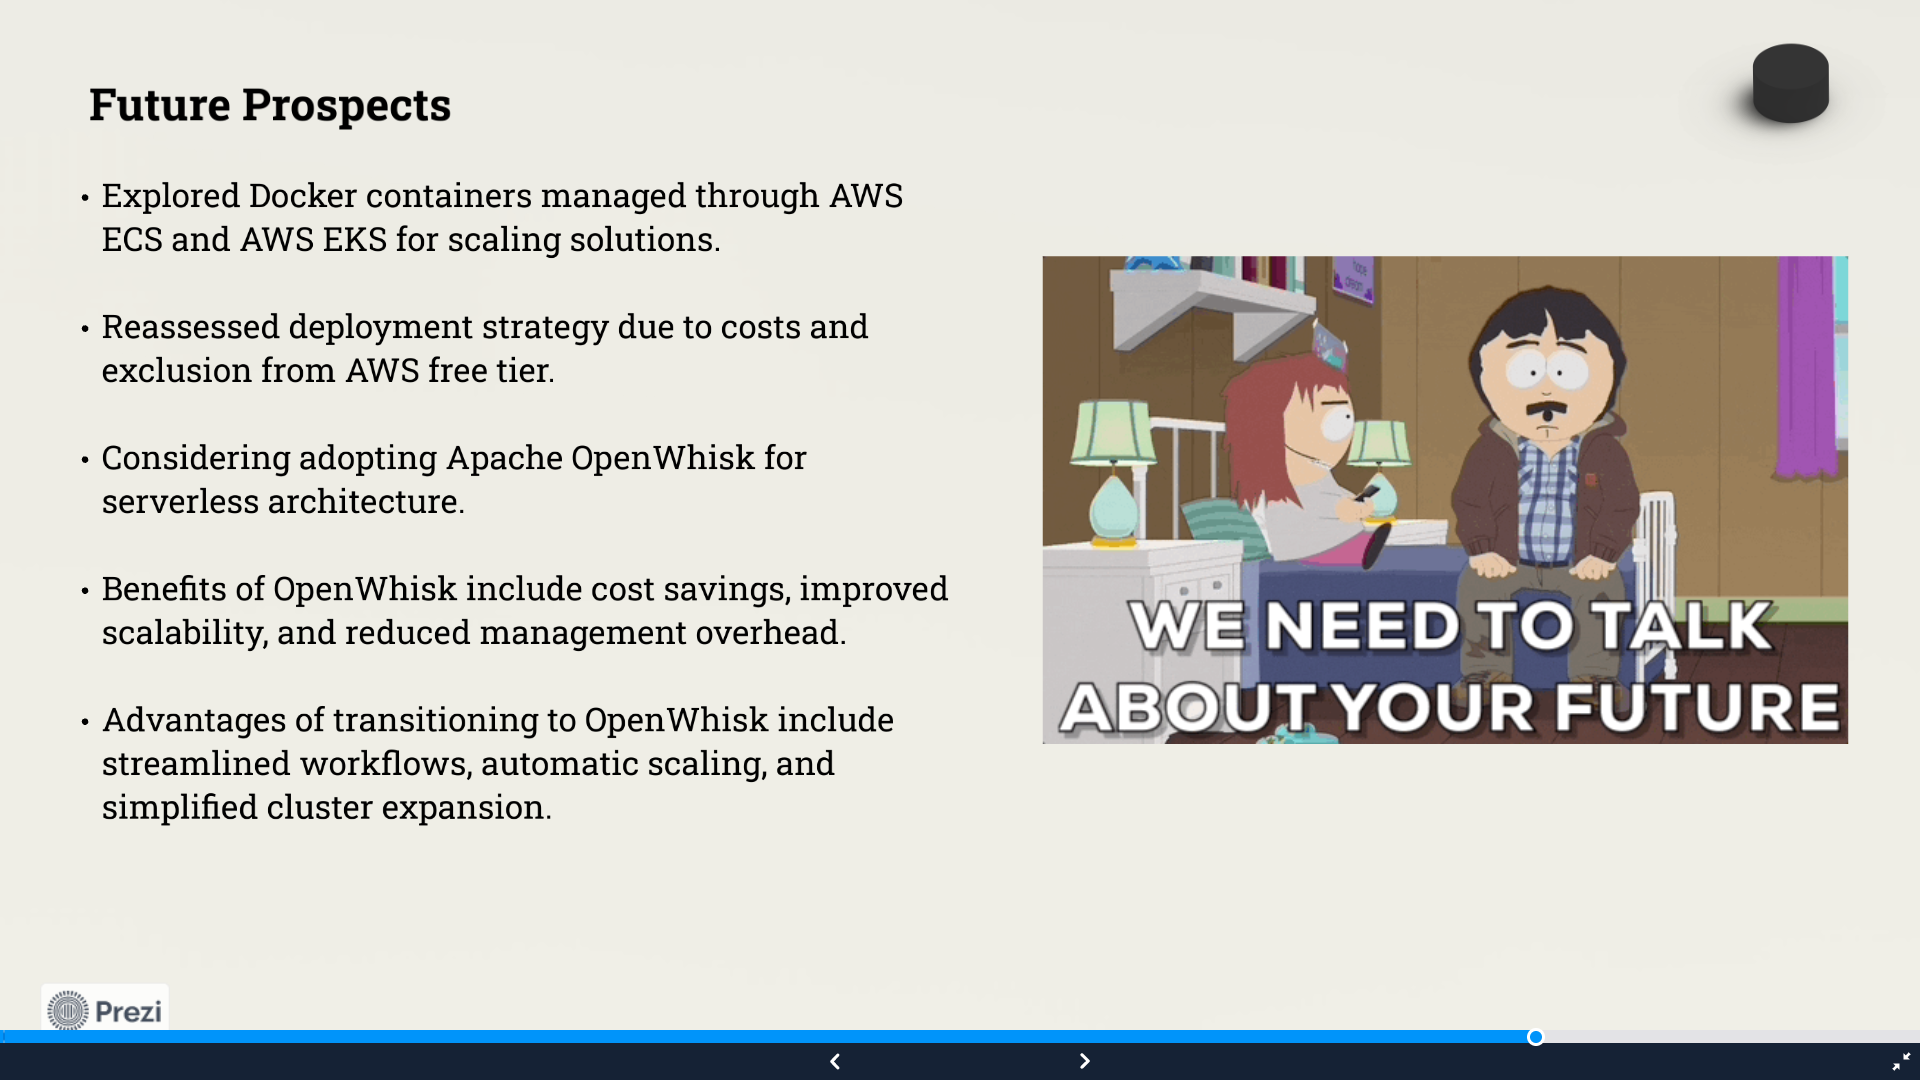 Future Prospects
• Explored Docker containers managed through AWS
ECS and AWS EKS for scaling solutions.
• Reassessed deployment strategy due to costs and
exclusion from AWS free tier.
• Considering adopting Apache OpenWhisk for
serverless architecture.
• Benefits of OpenWhisk include cost savings, improved
scalability, and reduced management overhead.
• Advantages of transitioning to OpenWhisk include
streamlined workflows, automatic scaling, and
simplified cluster expansion.
hope
dream
WE NEED TO TALK
ABOUT YOUR FUTURE
Prezi